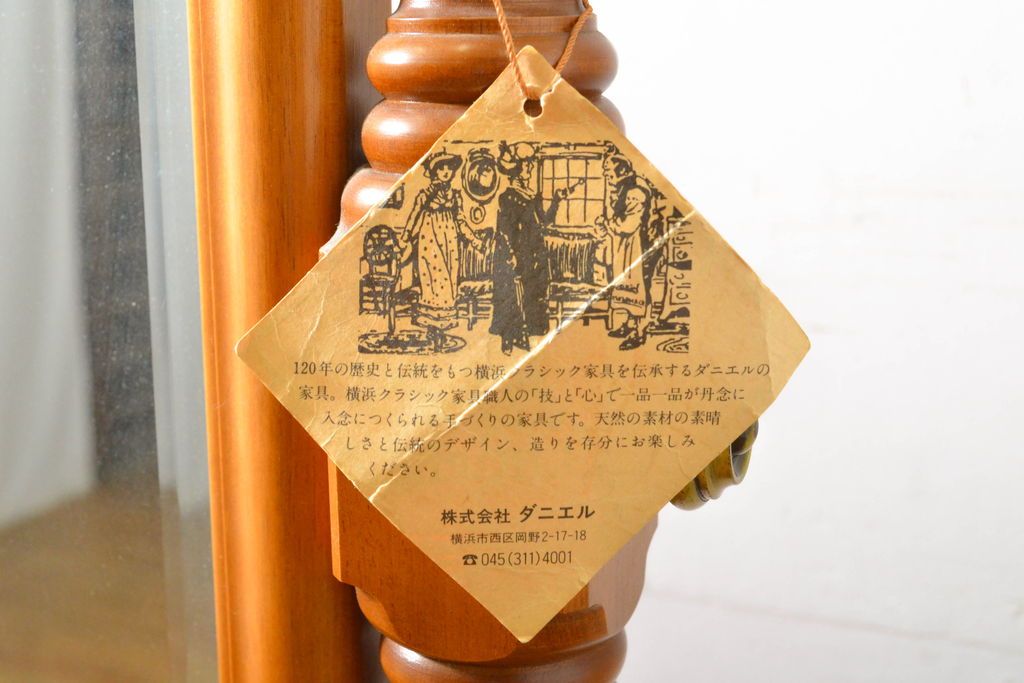 120年の歴史と伝統をもつ横浜クラシック家具を伝承するダニエルの
家具。横浜クラシック家具職人の「技」と「心」で一品一品が丹念に
入念につくられる手づくりの家具です。天然の素材の素晴
しさと伝統のデザイン、造りを存分にお楽しみ
ください。
株式会社 ダニエル
横浜市西区岡野2-17-18
☎045(311)4001